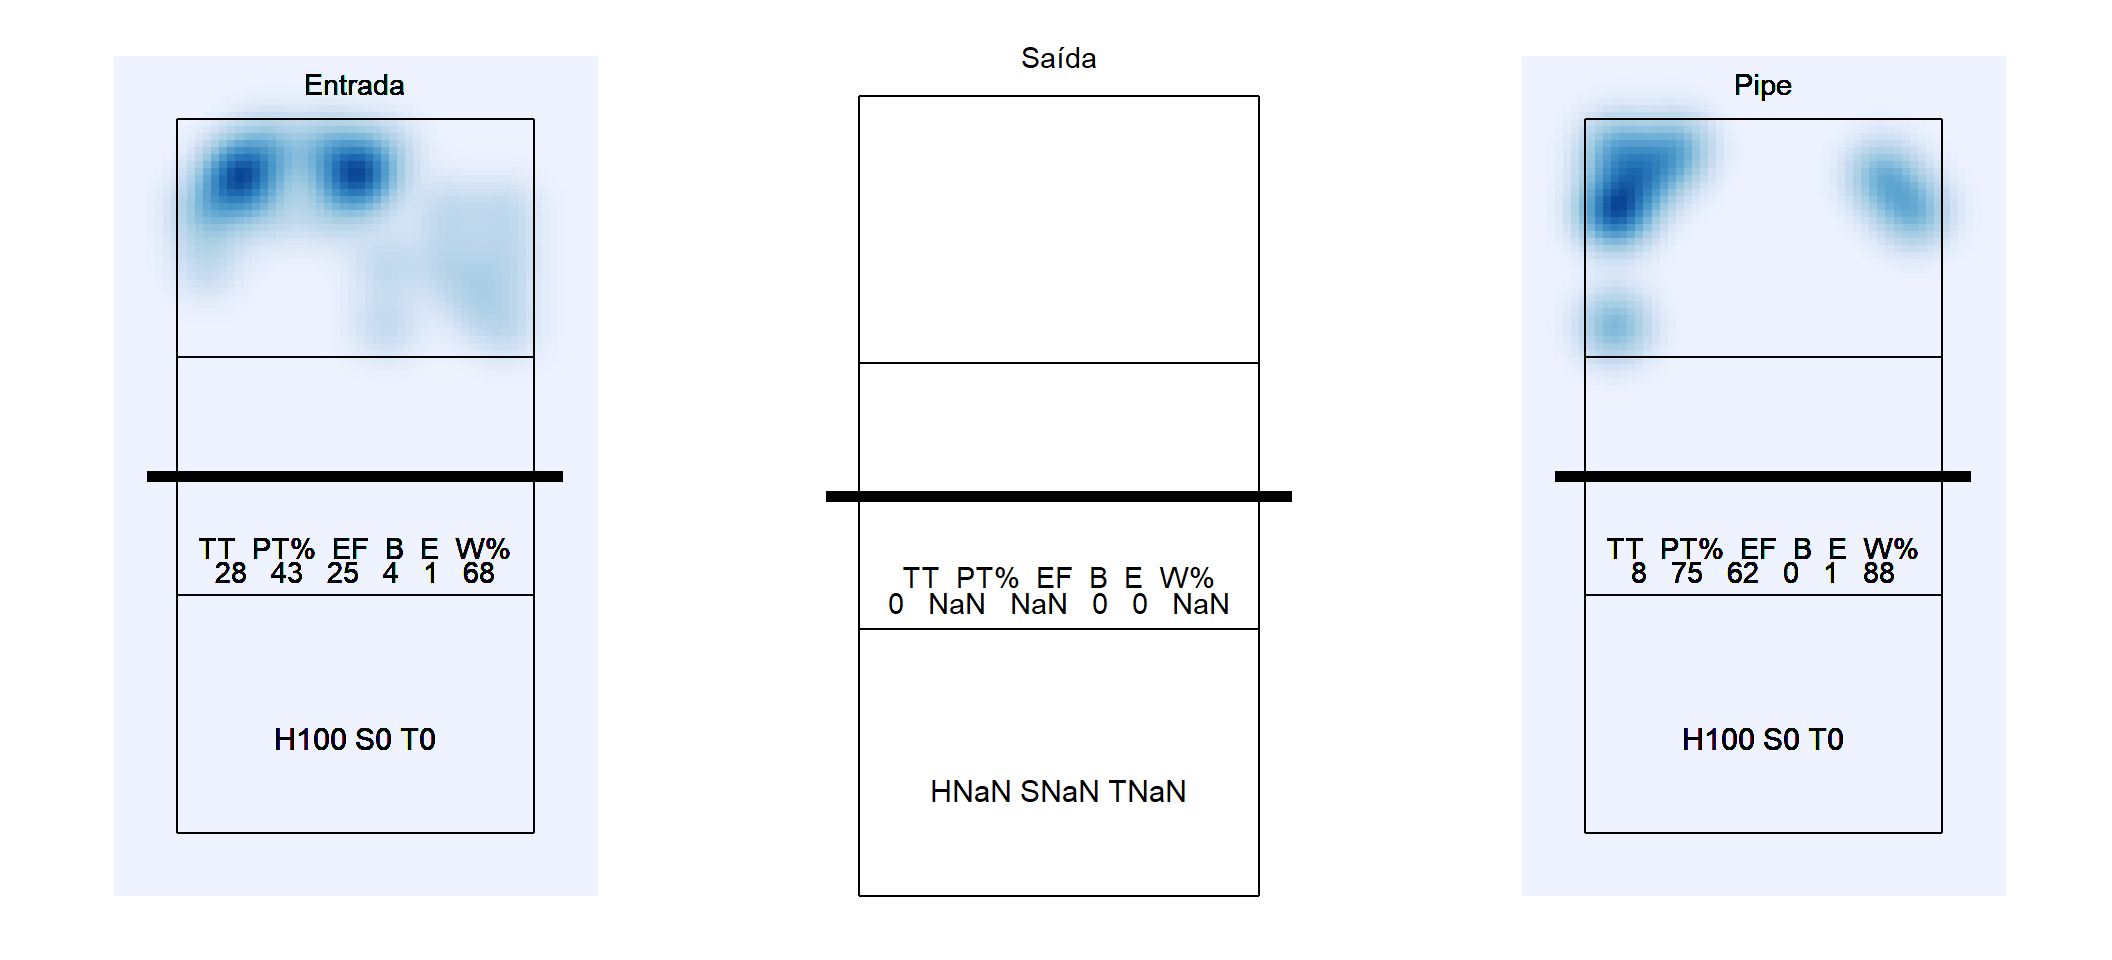 Entrada
TT PT% EF B E W%
28 43 25 4 1 68
H100 S0 T0
Saída
TT PT% EF B E W%
0 NaN NaN 0 0 NaN
HNaN SNaN TNaN
Pipe
TT PT% EF B E W%
8 75 62 0 1 88
H100 S0 T0